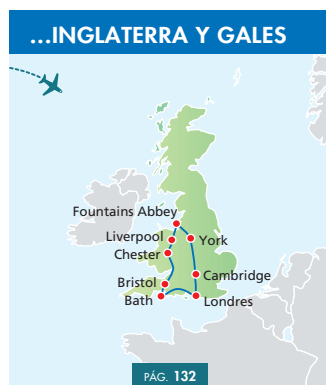 ...INGLATERRA Y GALES
Fountains Abbey
Liverpool
York
Chester
Cambridge
Bristol
Bath
Londres
PÁG. 132